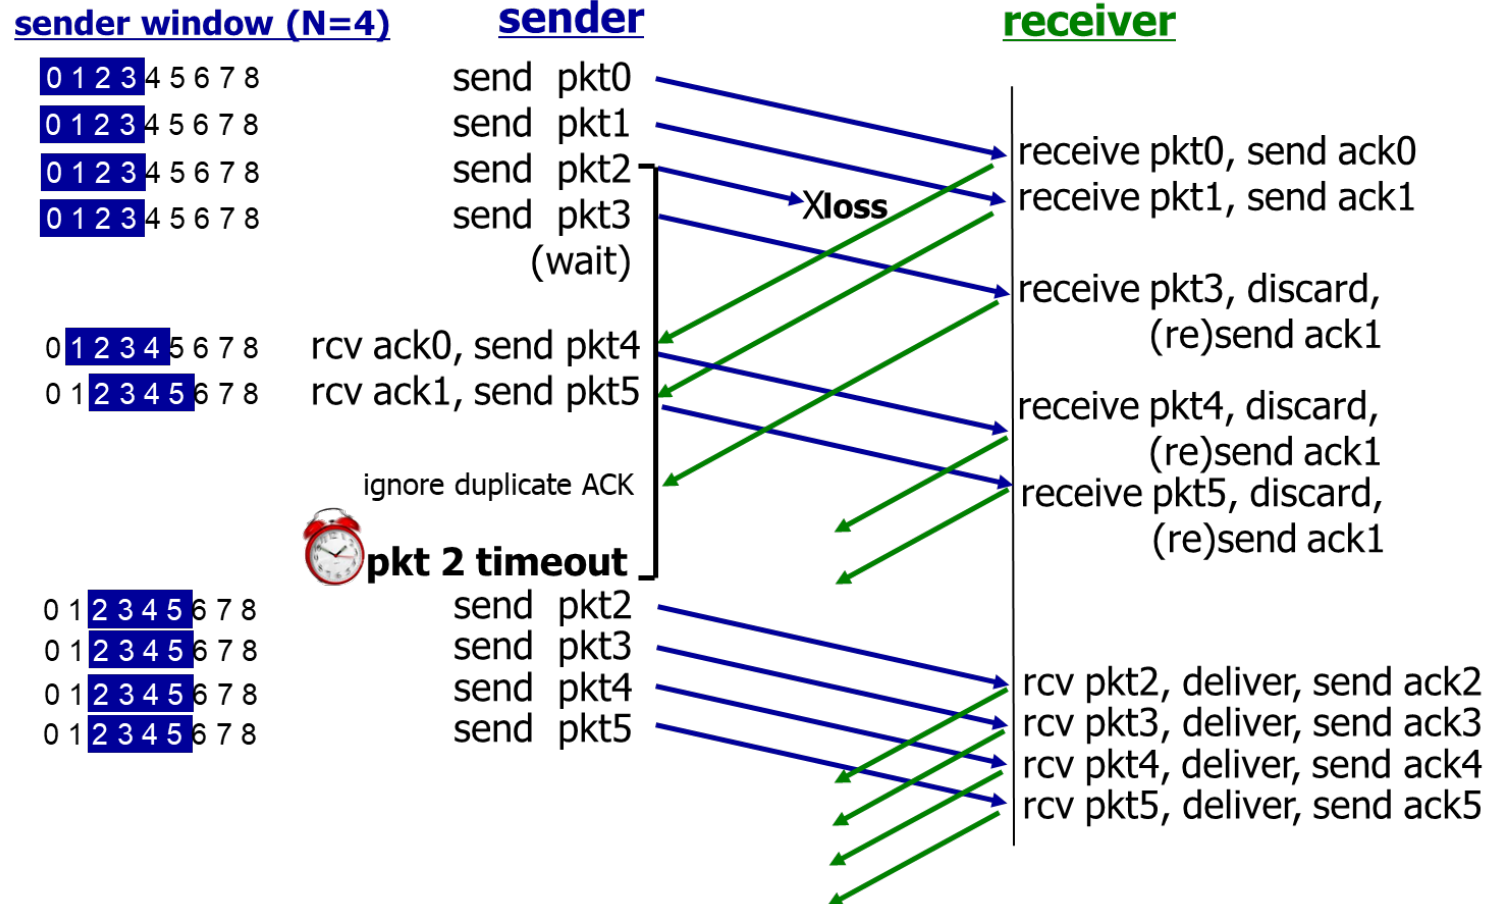 sender window (N=4) sender receiver
0 1 2 3 4 5 6 7 8 send pkt0
0 1 2 3 4 5 6 7 8 send pkt1
receive pkt0, send ack0
0 1 2 3 4 5 6 7 8 send pkt2
receive pkt1, send ack1
Xloss
0 1 2 3 4 5 6 7 8 send pkt3
(wait)
receive pkt3, discard,
(re)send ack1
0 1 2 3 4 5 6 7 8 rcv ack0, send pkt4
0 1 2 3 4 5 6 7 8 rcv ack1, send pkt5
receive pkt4, discard,
(re)send ack1
ignore duplicate ACK
receive pkt5, discard,
(re)send ack1
pkt 2 timeout
0 1 2 3 4 5 6 7 8 send pkt2
0 1 2 3 4 5 6 7 8 send pkt3
0 1 2 3 4 5 6 7 8 send pkt4
rcv pkt2, deliver, send ack2
0 1 2 3 4 5 6 7 8 send pkt5
rcv pkt3, deliver, send ack3
rcv pkt4, deliver, send ack4
rcv pkt5, deliver, send ack5